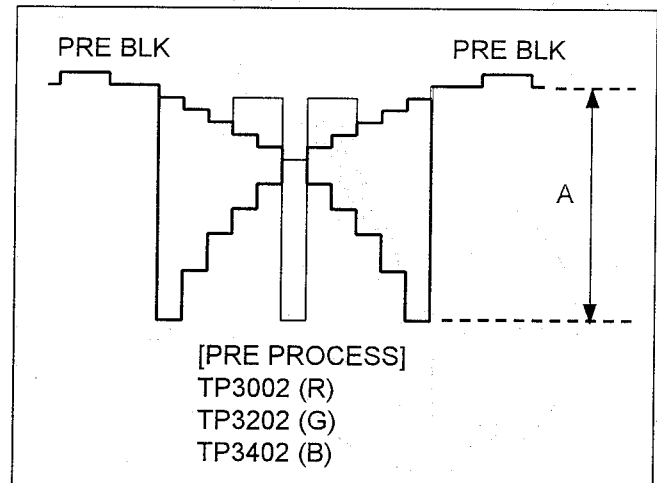 PRE BLK
PRE BLK
A
[PRE PROCESS]
TP3002 (R)
TP3202 (G)
TP3402 (B)